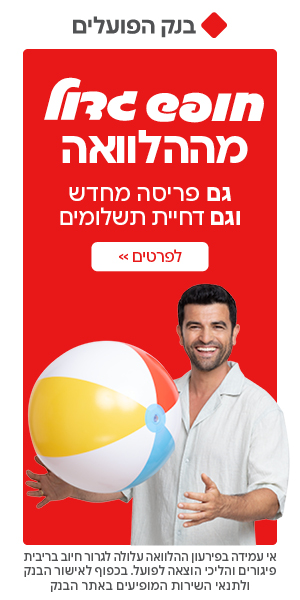 בנק הפועלים
חופש גדול
מההלוואה
גם פריסה מחדש
וגם דחיית תשלומים
לפרטים >>
אי עמידה בפירעון ההלוואה עלולה לגרור חיוב בריבית
פיגורים והליכי הוצאה לפועל. בכפוף לאישור הבנק
ולתנאי השירות המופיעים באתר הבנק